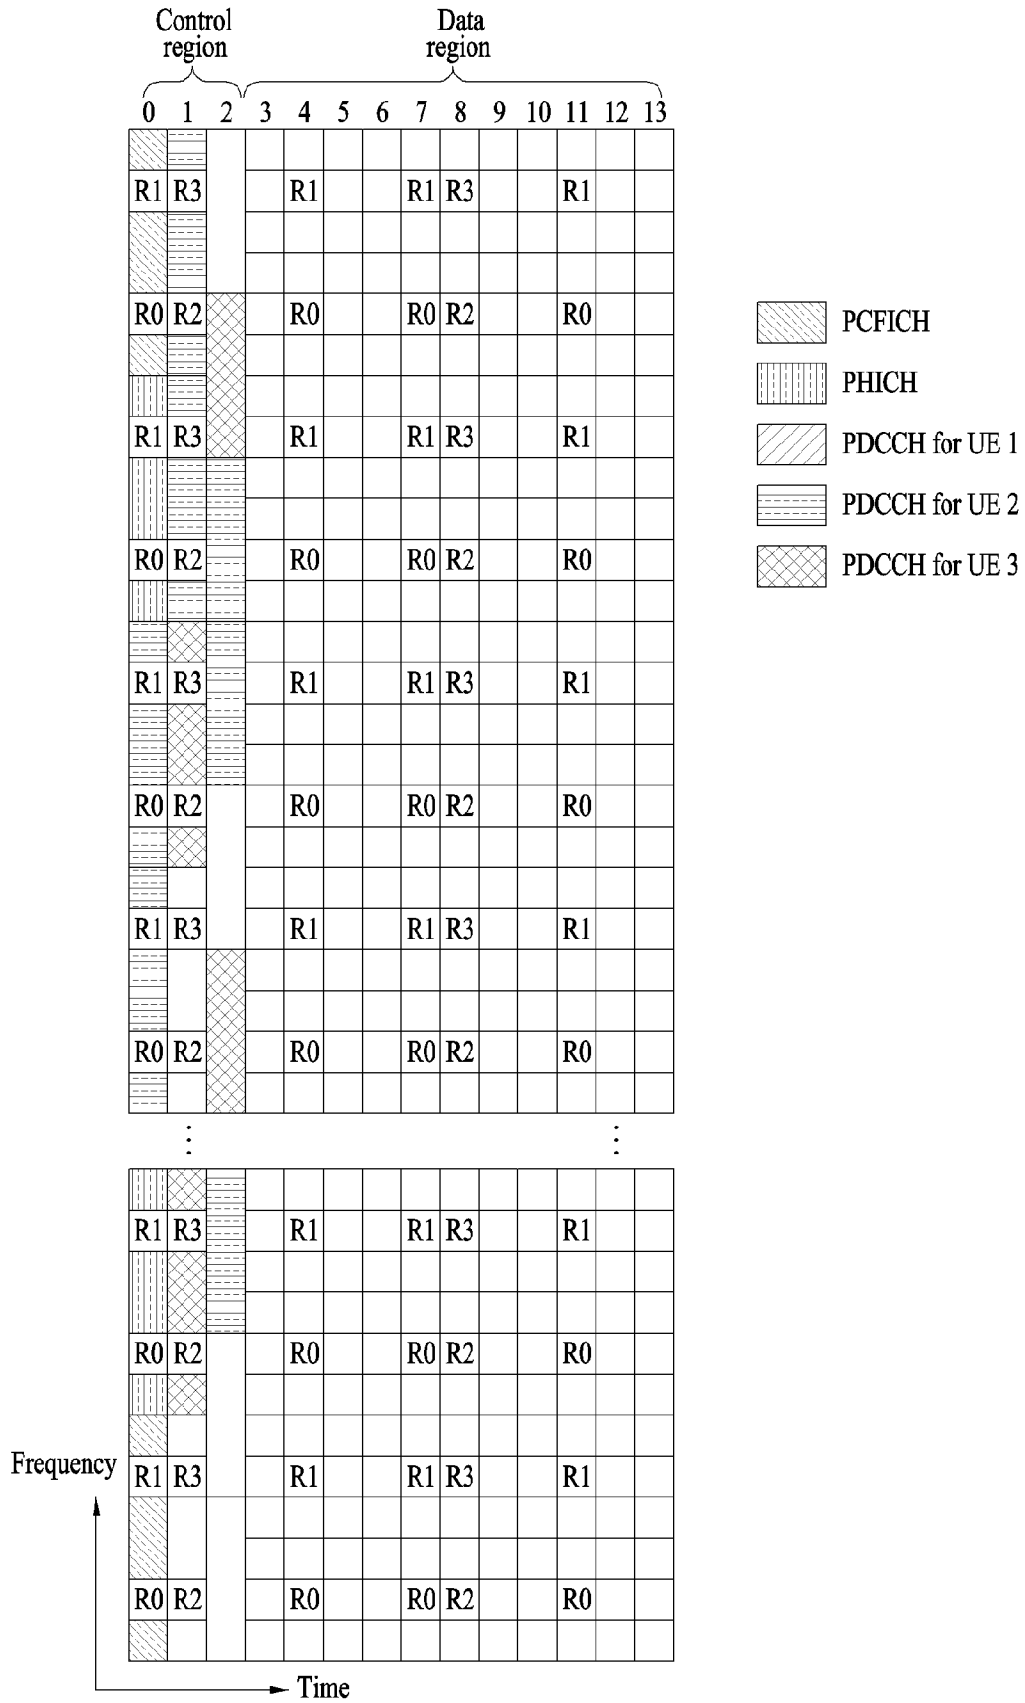 Control region
Data region
0 1 2 3 4 5 6 7 8 9 10 11 12 13
R1 R3 R1 R1 R3 R1
R0 R2 R0 R0 R2 R0
PCFICH
PHICH
R1 R3 R1 R1 R3 R1
PDCCH for UE 1
PDCCH for UE 2
R0 R2 R0 R0 R2 R0
PDCCH for UE 3
R1 R3 R1 R1 R3 R1
R0 R2 R0 R0 R2 R0
R1 R3 R1 R1 R3 R1
R0 R2 R0 R0 R2 R0
R1 R3 R1 R1 R3 R1
R0 R2 R0 R0 R2 R0
Frequency
R1 R3 R1 R1 R3 R1
R0 R2 R0 R0 R2 R0
Time